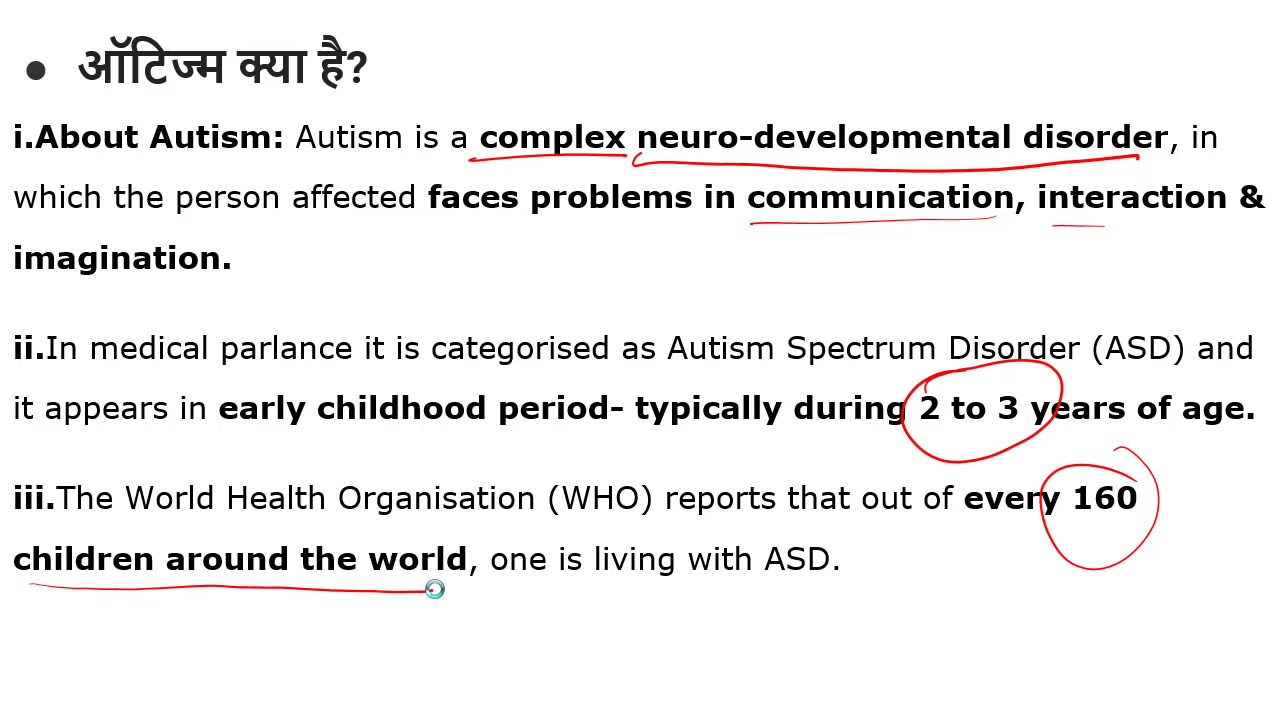 ● ऑटिज्म क्या है?
i.About Autism: Autism is a complex neuro-developmental disorder, in
which the person affected faces problems in communication, interaction &
imagination.
ii.In medical parlance it is categorised as Autism Spectrum Disorder (ASD) and
it appears in early childhood period- typically during 2 to 3 years of age.
iii.The World Health Organisation (WHO) reports that out of every 160
children around the world, one is living with ASD.